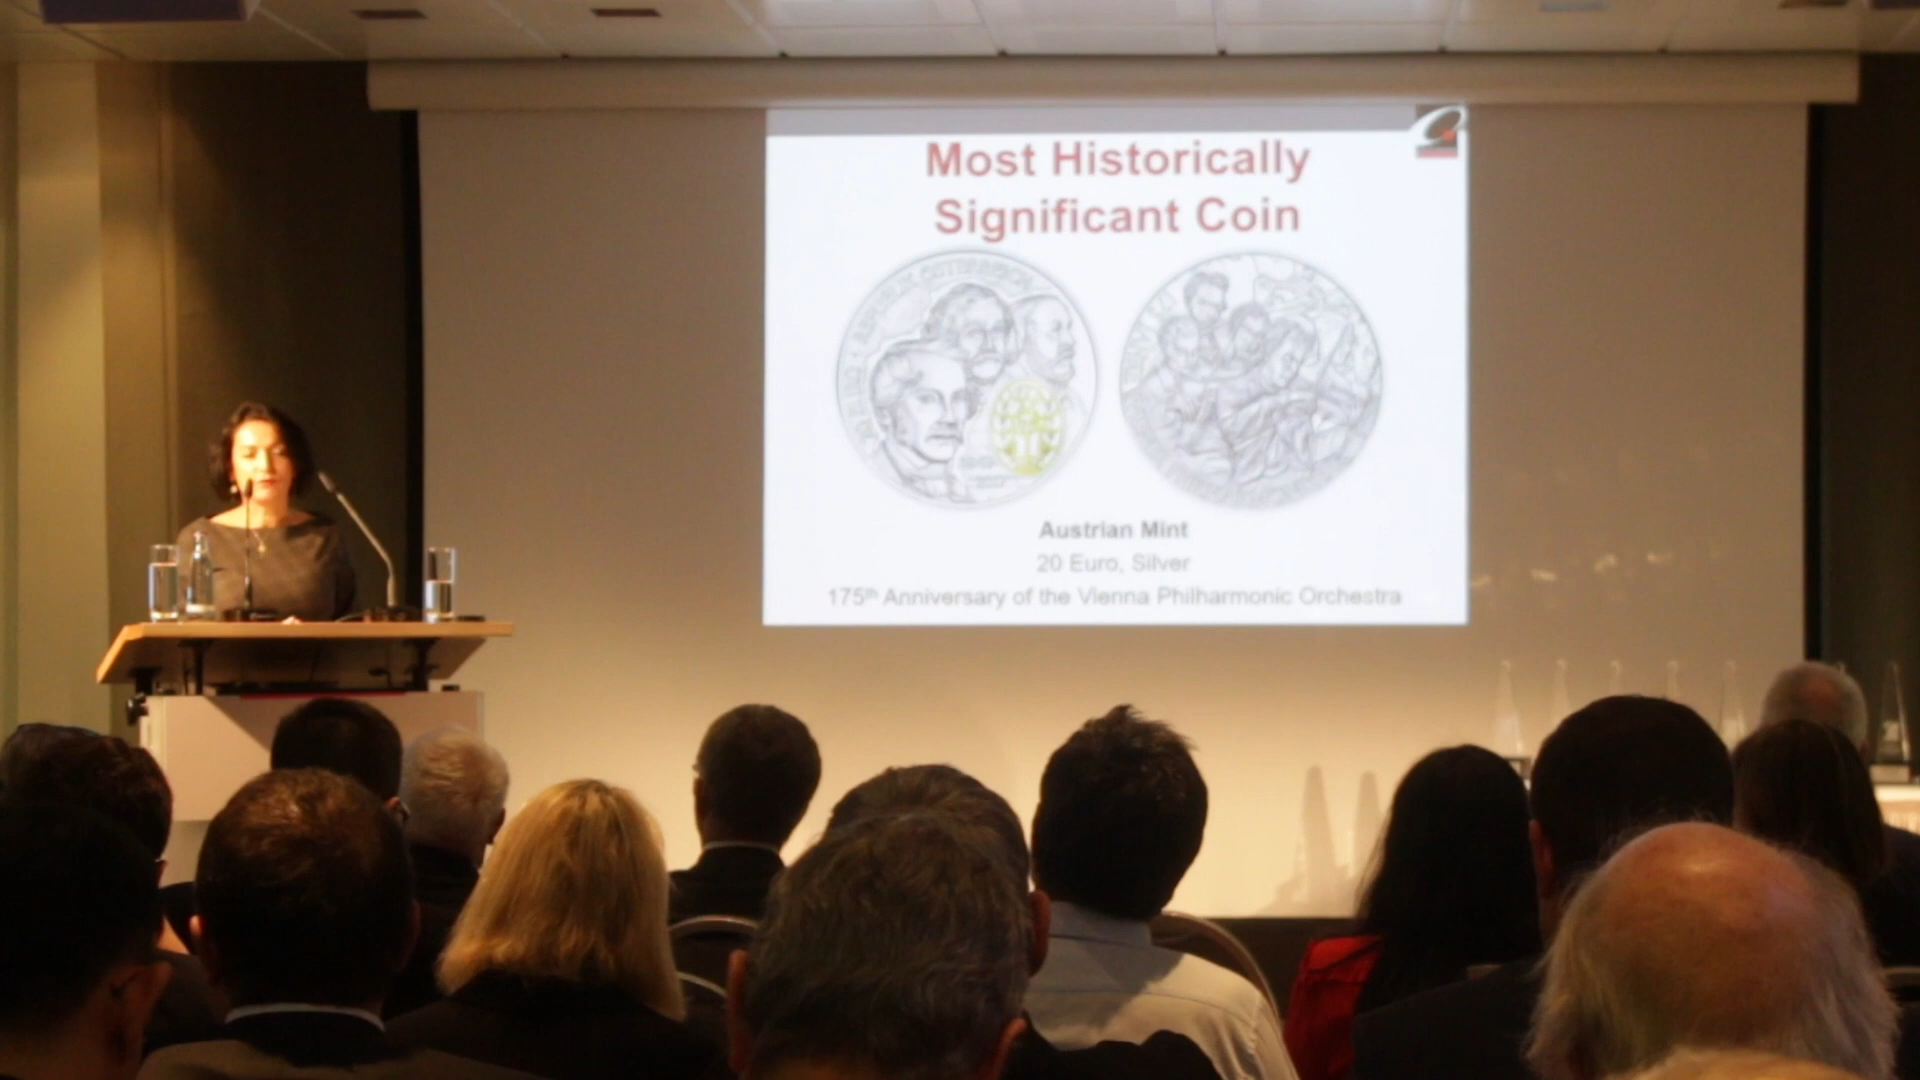 Most Historically
Significant Coin
Austrian Mint
20 Euro, Silver
175th Anniversary of the Vienna Philharmonic Orchestra